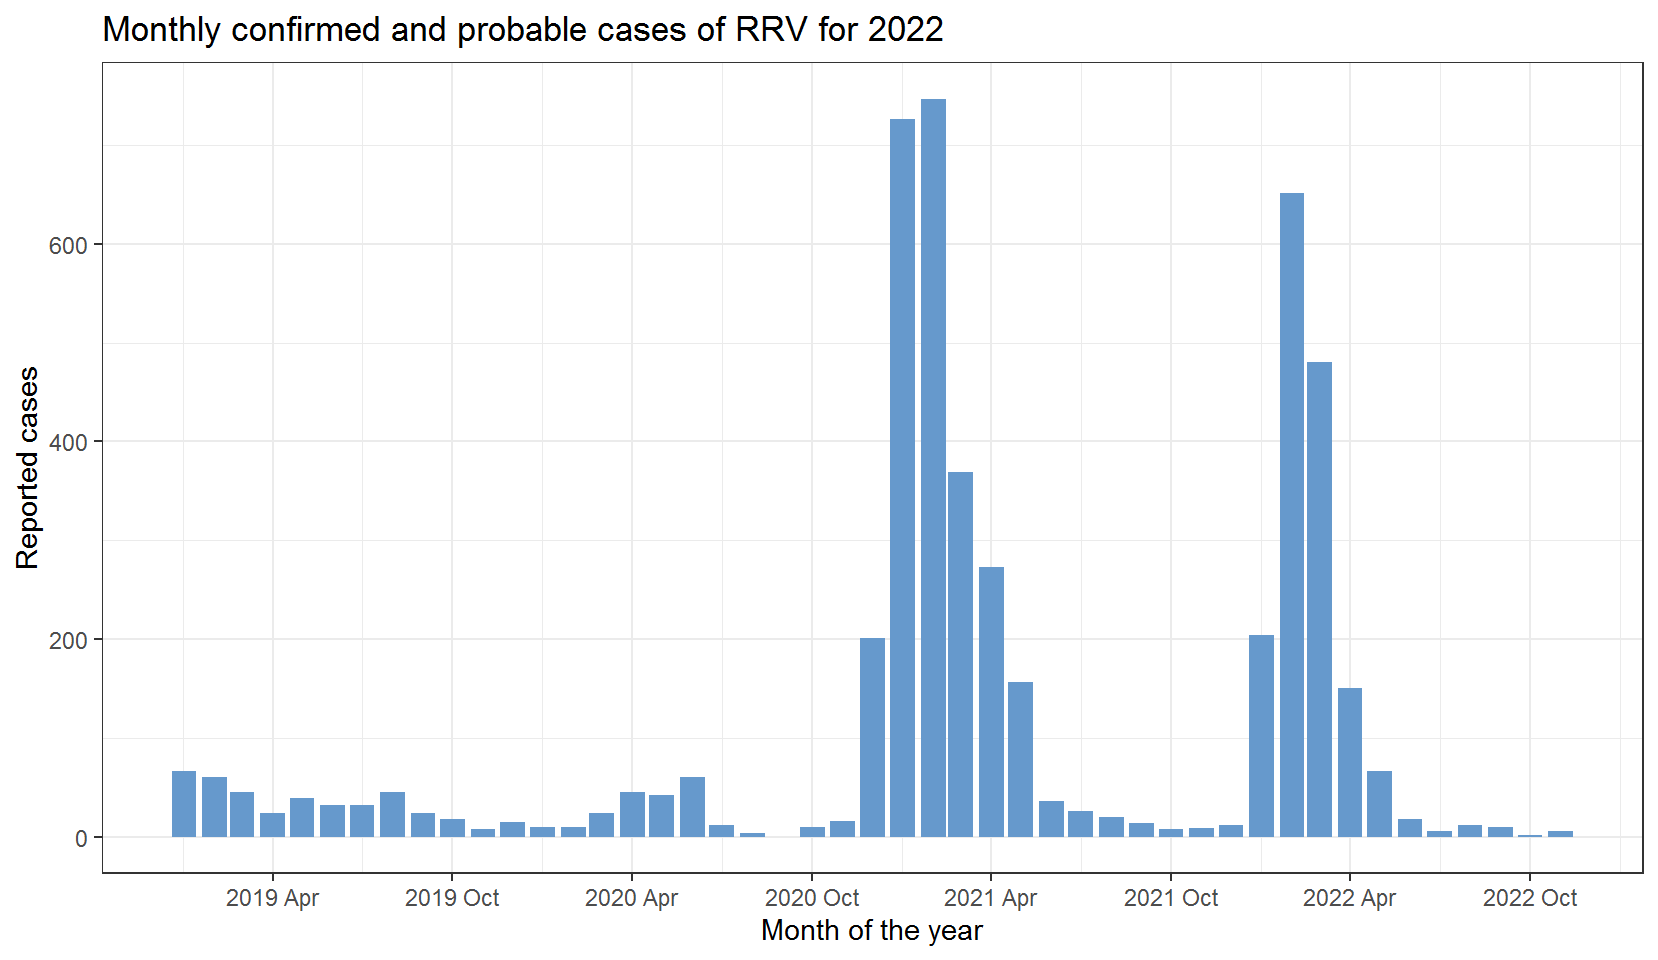 Monthly confirmed and probable cases of RRV for 2022
Reported cases
600
400
200
0
2019 Apr
2019 Oct
2020 Apr
2020 Oct
2021 Apr
2021 Oct
2022 Apr
2022 Oct
Month of the year